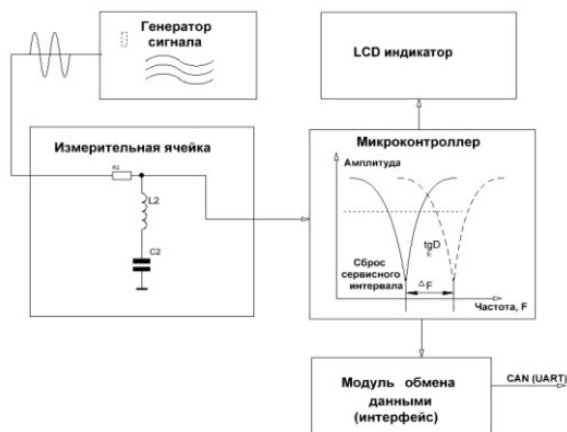 Генератор
сигнала
LCD индикатор
Измерительная ячейка
R2
L2
C2
Микроконтроллер
Амплитуда
tgD
E
Сброс
сервисного
интервала
△F
Частота, F
Модуль обмена
данными
(интерфейс)
CAN (UART)